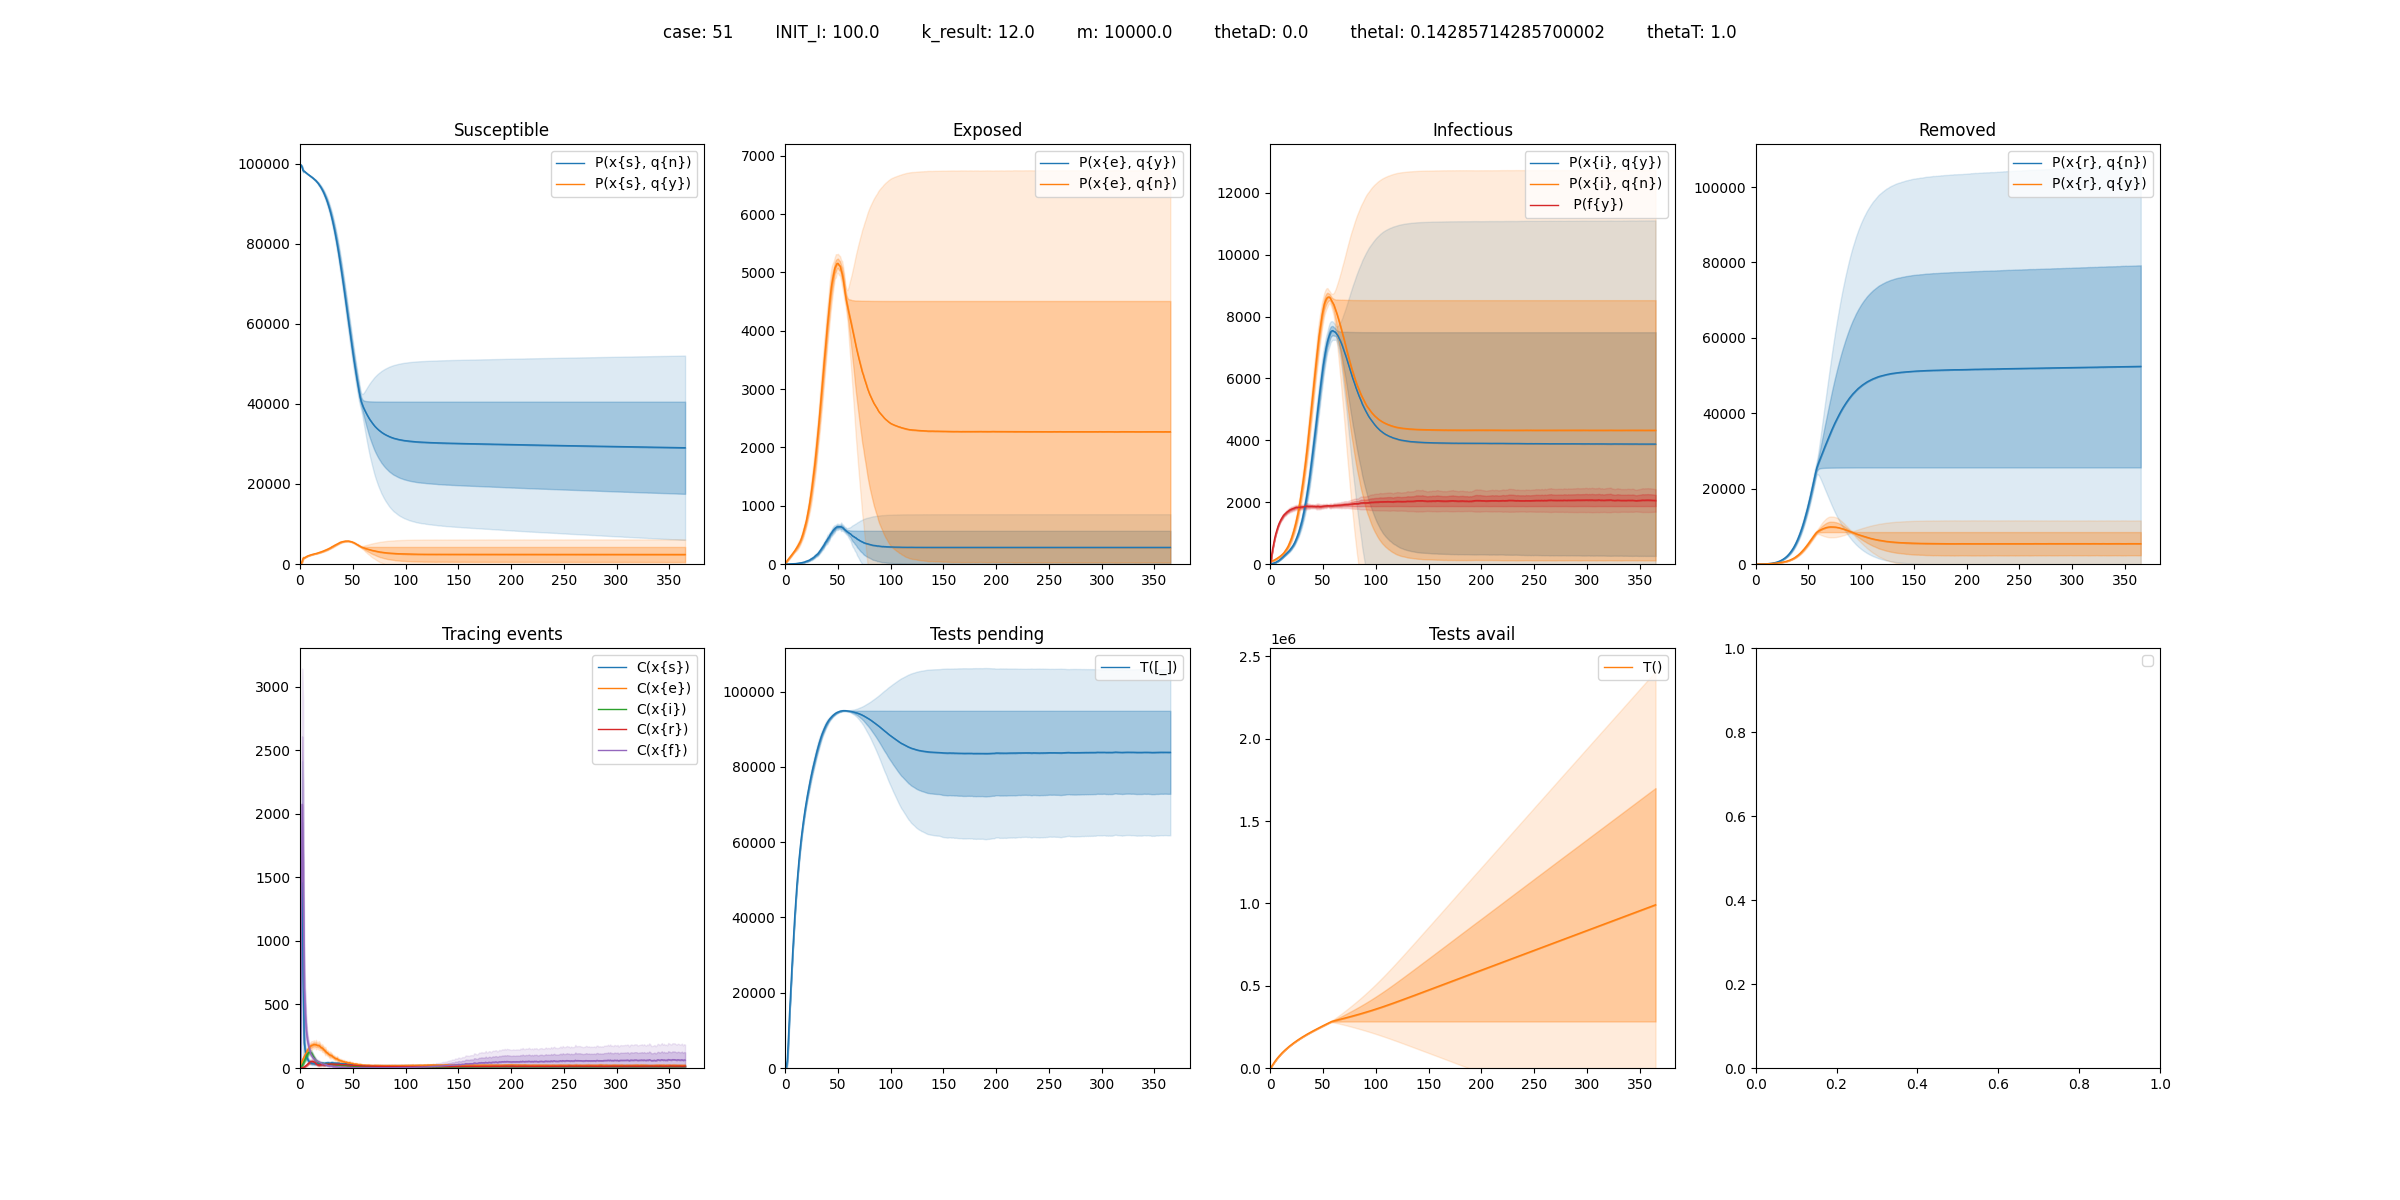 case: 51 INIT_I: 100.0 k_result: 12.0 m: 10000.0 thetaD: 0.0 thetaI: 0.14285714285700002 thetaT: 1.0
Susceptible
P(x{s}, q{n})
P(x{s}, q{y})
100000
80000
60000
40000
20000
0
0 50 100 150 200 250 300 350
Exposed
P(x{e}, q{y})
P(x{e}, q{n})
7000
6000
5000
4000
3000
2000
1000
0
0 50 100 150 200 250 300 350
Infectious
P(x{i}, q{y})
P(x{i}, q{n})
P(f{y})
12000
10000
8000
6000
4000
2000
0
0 50 100 150 200 250 300 350
Removed
P(x{r}, q{n})
P(x{r}, q{y})
100000
80000
60000
40000
20000
0
0 50 100 150 200 250 300 350
Tracing events
C(x{s})
C(x{e})
C(x{i})
C(x{r})
C(x{f})
3000
2500
2000
1500
1000
500
0
0 50 100 150 200 250 300 350
Tests pending
T([_])
100000
80000
60000
40000
20000
0
0 50 100 150 200 250 300 350
Tests avail
1e6
T()
2.5
2.0
1.5
1.0
0.5
0.0
0 50 100 150 200 250 300 350
1.0
0.8
0.6
0.4
0.2
0.0
0.0 0.2 0.4 0.6 0.8 1.0